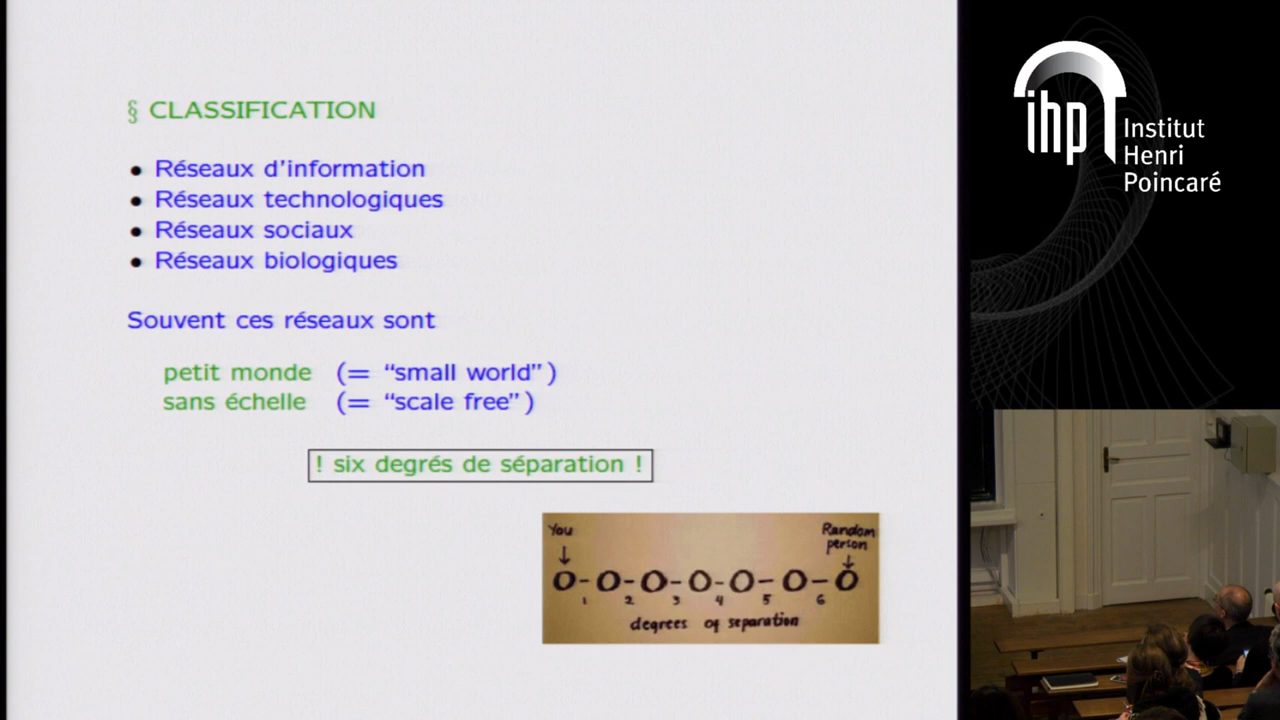 § CLASSIFICATION
• Réseaux d'information
• Réseaux technologiques
• Réseaux sociaux
• Réseaux biologiques
Souvent ces réseaux sont
petit monde (= “small world”)
sans échelle (= “scale free”)
! six degrés de séparation !
You
Random
person
O-O-O-O-O-O-O
1 2 3 4 5 6
degrees of separation
ihp
Institut
Henri
Poincaré